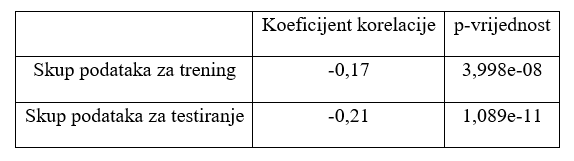 Koeficijent korelacije p-vrijednost
Skup podataka za trening -0,17 3,998e-08
Skup podataka za testiranje -0,21 1,089e-11